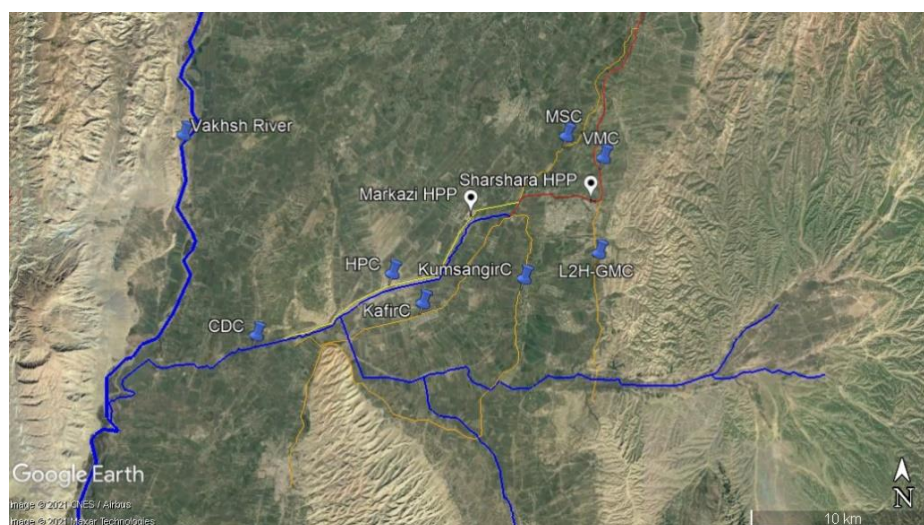 MSC
Vakhsh River
VMC
Sharshara HPP
Markazi HPP
HPC
KumsangirC
L2H-GMC
KafirC
CDC
Google Earth
N
Image © 2021 CNES / Airbus
Image © 2021 Maxar Technologies
10 km